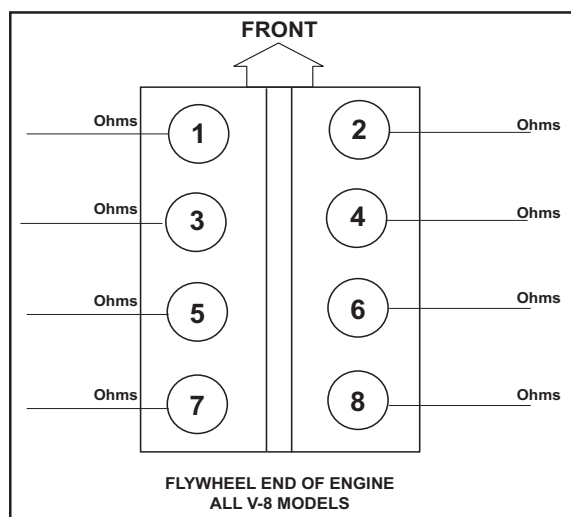 FRONT
Ohms 1 2 Ohms
Ohms 3 4 Ohms
Ohms 5 6 Ohms
Ohms 7 8 Ohms
FLYWHEEL END OF ENGINE
ALL V-8 MODELS